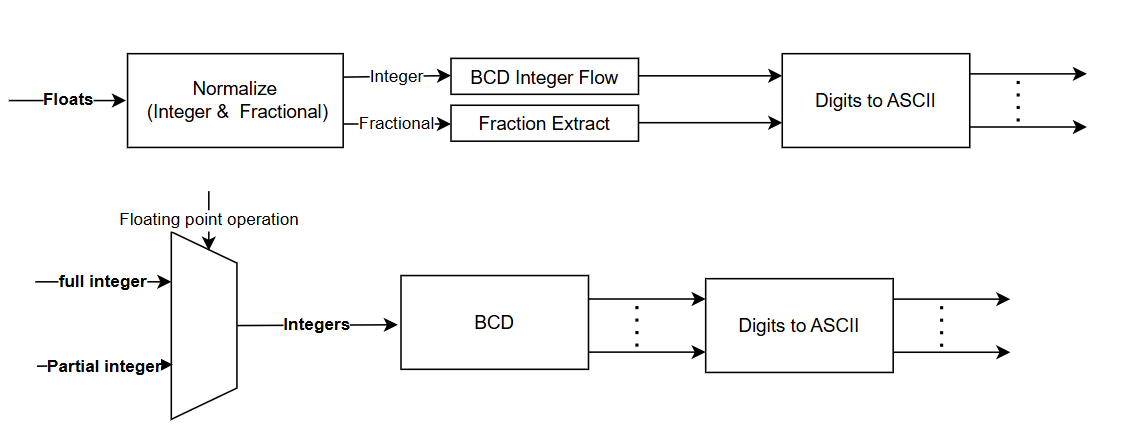 Floats
Normalize
(Integer & Fractional)
Integer
Fractional
BCD Integer Flow
Fraction Extract
Digits to ASCII
Floating point operation
full integer
Partial integer
Integers
BCD
Digits to ASCII